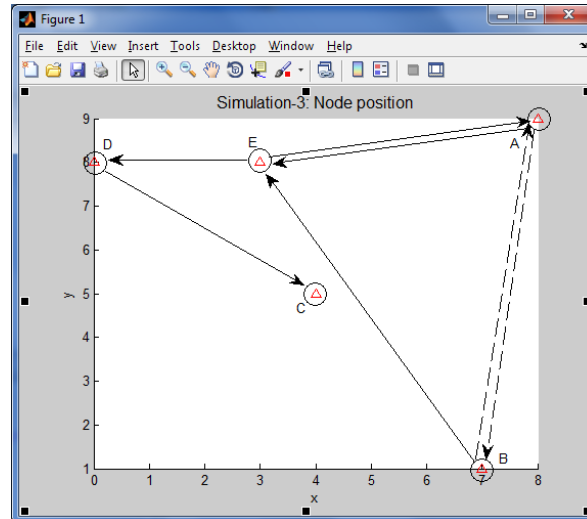 Figure 1
File Edit View Insert Tools Desktop Window Help
Simulation-3: Node position
9
8
7
6
5
4
3
2
1
y
D
E
A
C
B
0 1 2 3 4 5 6 7 8
x